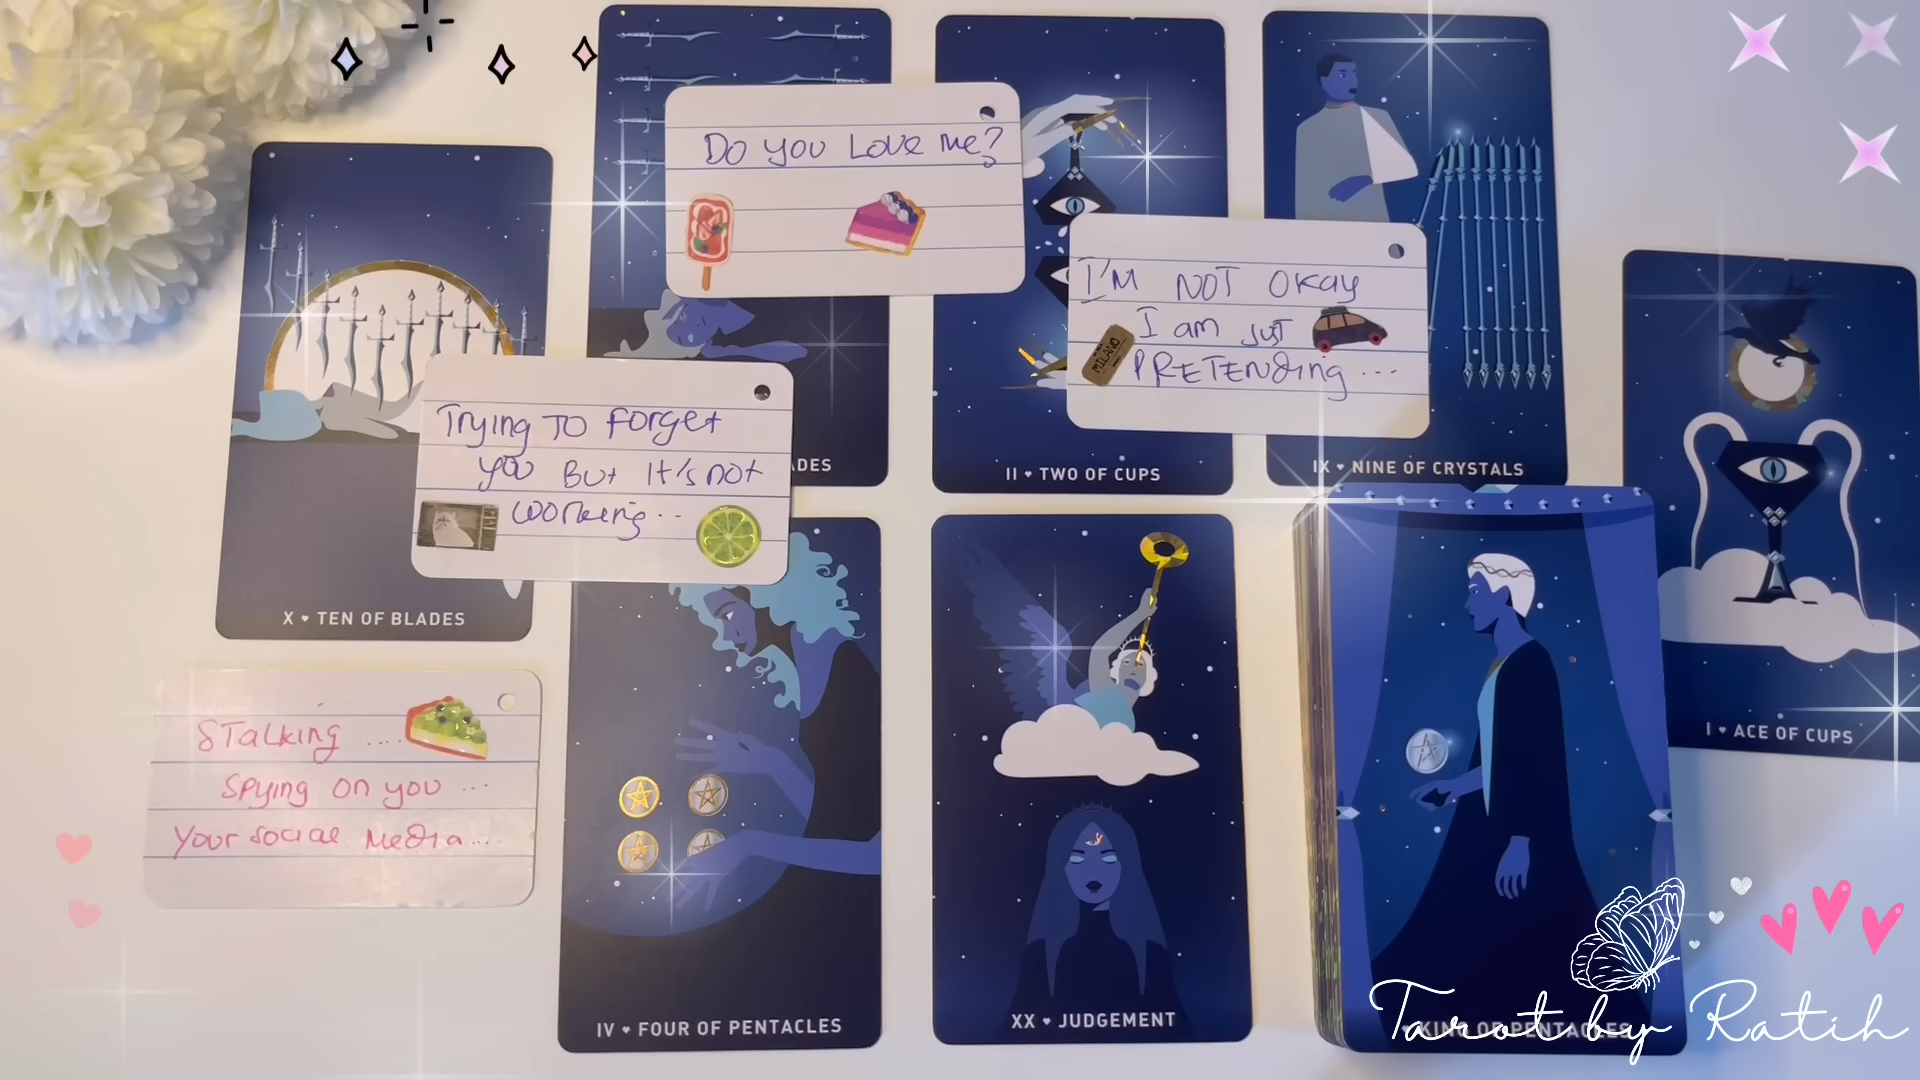 Do you Love me?
I'M NOT OKAY
I am just
PRETENDING ...
MILANO
Trying TO Forget
you But It's not
working...
STALKING ....
SPYING ON YOU ...
Your social Media...
X ♥ TEN OF BLADES
ADES
II ♥ TWO OF CUPS
IX ♥ NINE OF CRYSTALS
I ♥ ACE OF CUPS
IV ♥ FOUR OF PENTACLES
XX ♥ JUDGEMENT
♥ KING OF PENTACLES
Tarot by Ratih